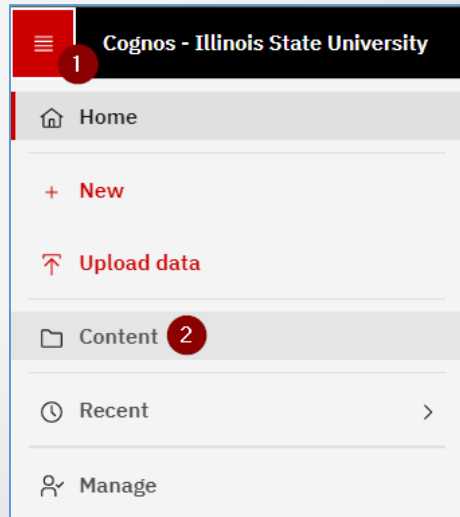 Cognos - Illinois State University
1
Home
New
Upload data
Content 2
Recent
Manage